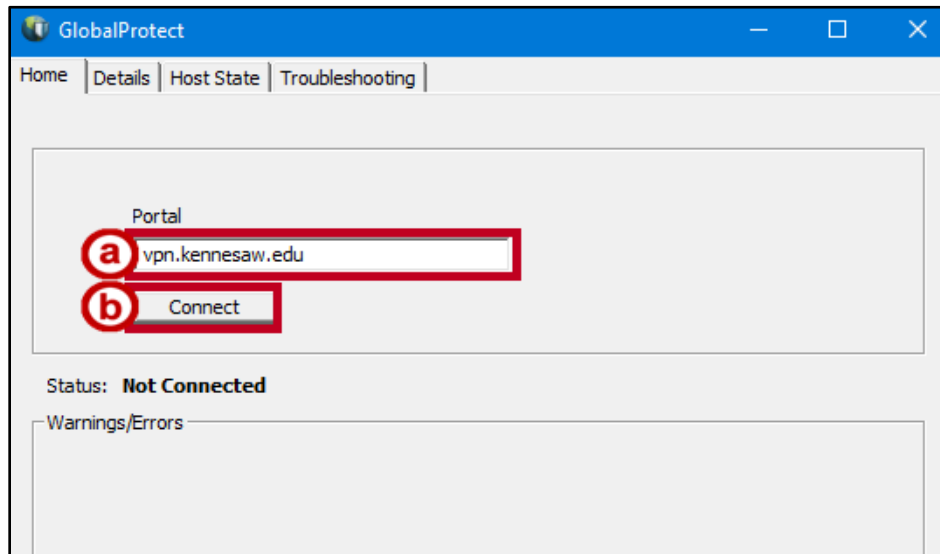 GlobalProtect
Home Details Host State Troubleshooting
Portal
a vpn.kennesaw.edu
b Connect
Status: Not Connected
Warnings/Errors